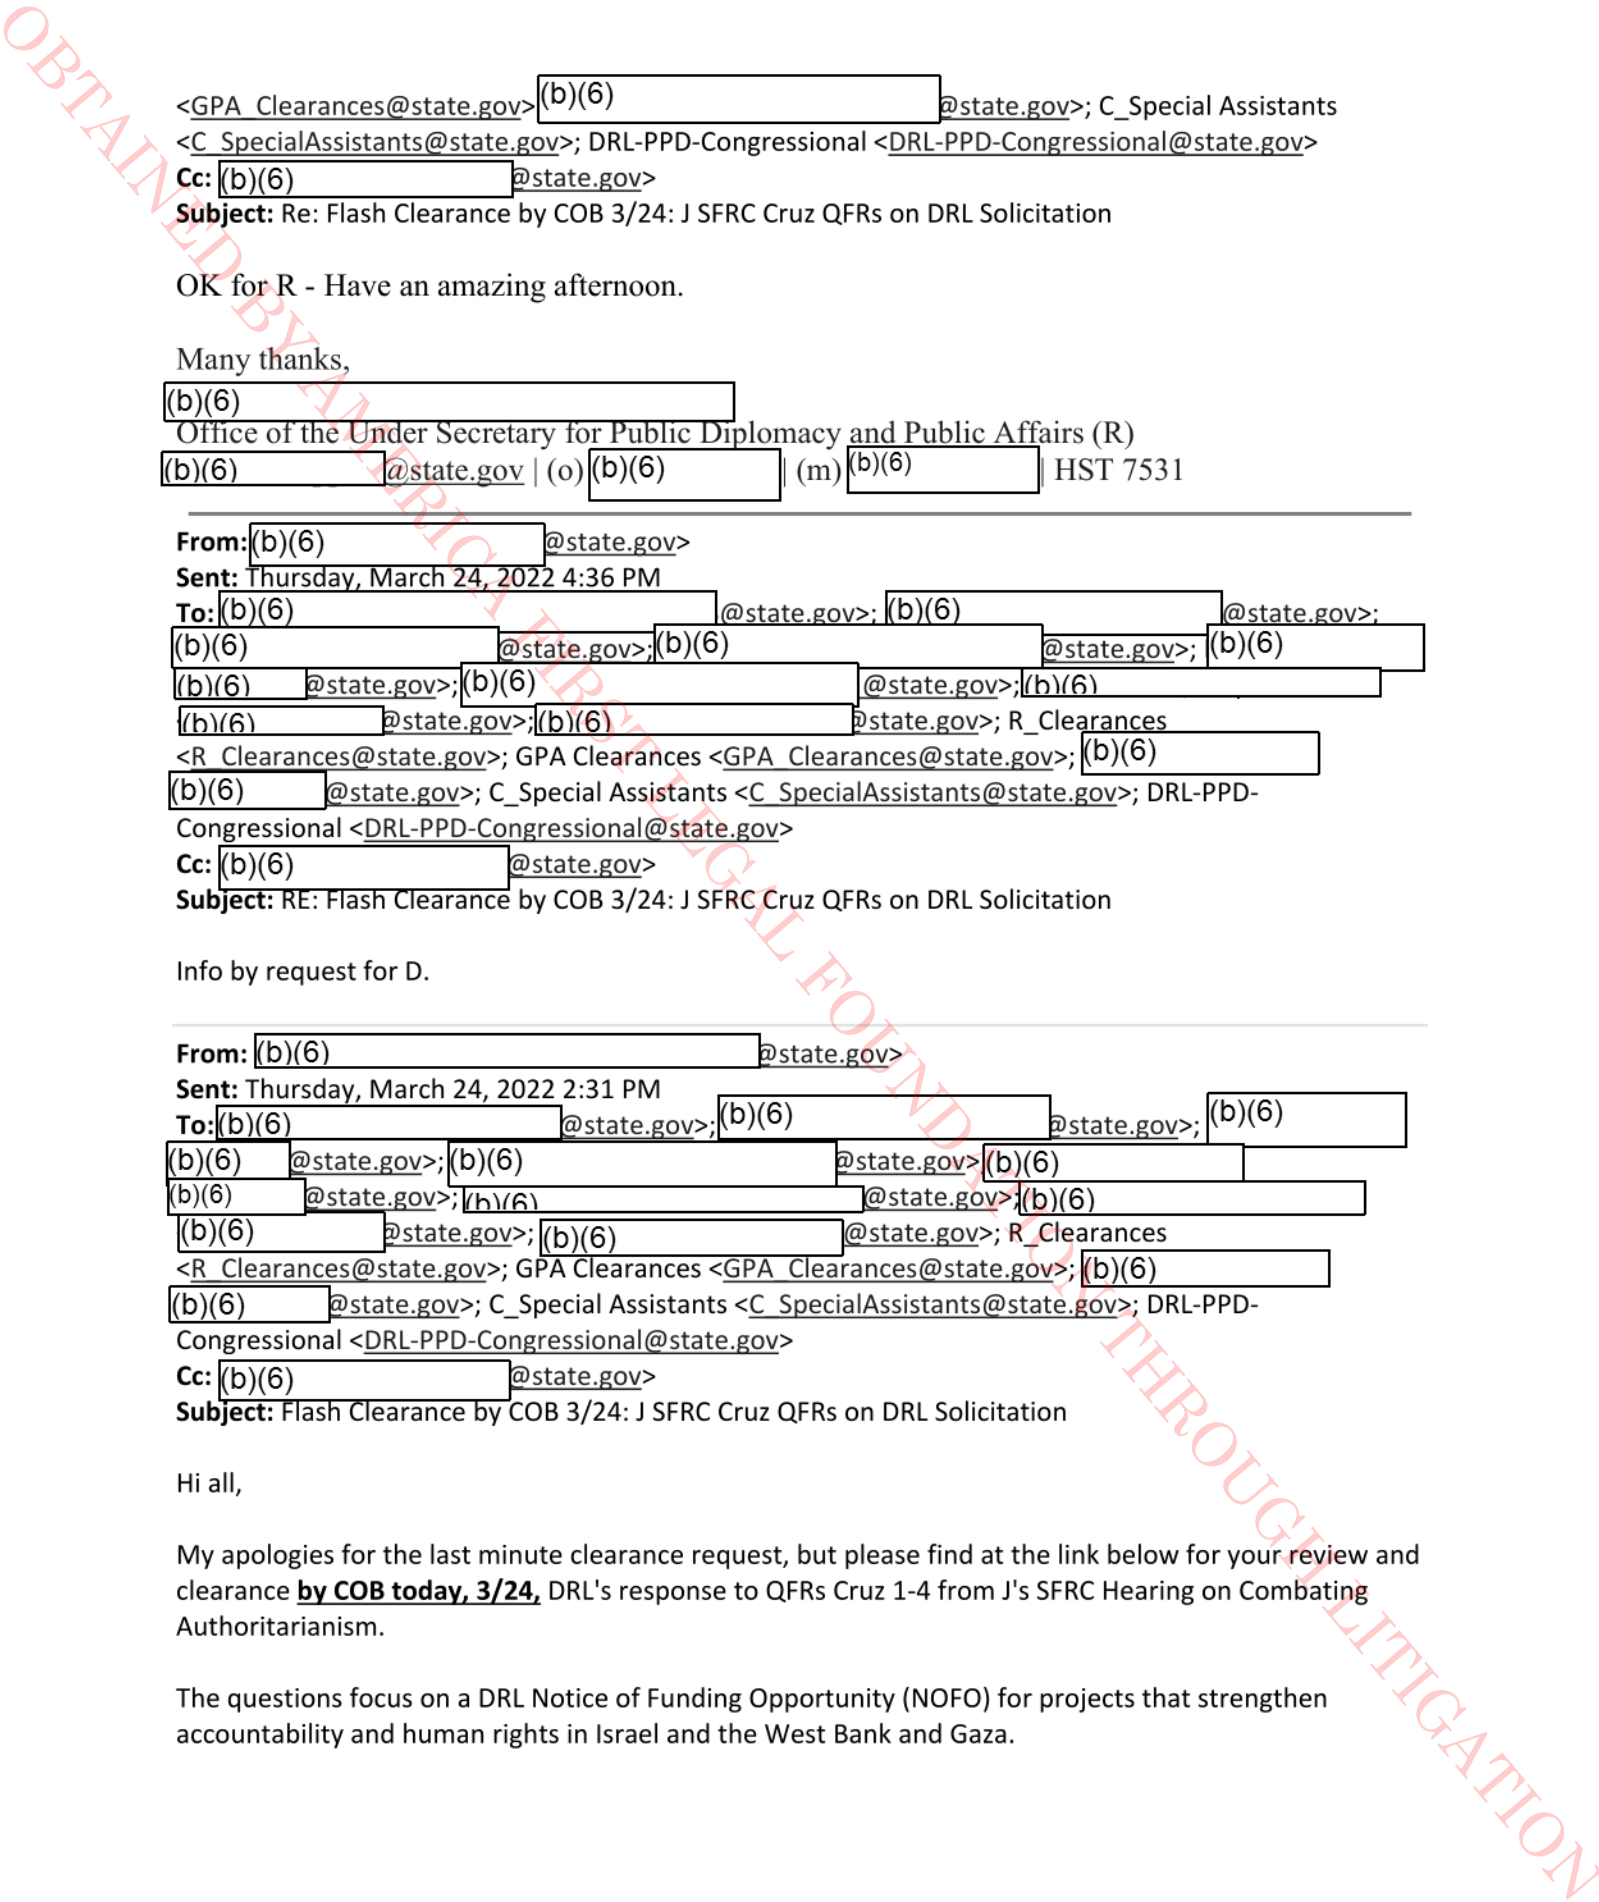 <GPA_Clearances@state.gov> (b)(6) @state.gov>; C_Special Assistants
<C_SpecialAssistants@state.gov>; DRL-PPD-Congressional <DRL-PPD-Congressional@state.gov>
Cc: (b)(6) @state.gov>
Subject: Re: Flash Clearance by COB 3/24: J SFRC Cruz QFRs on DRL Solicitation
OK for R - Have an amazing afternoon.
Many thanks,
(b)(6)
Office of the Under Secretary for Public Diplomacy and Public Affairs (R)
(b)(6) @state.gov | (o) (b)(6) | (m) (b)(6) | HST 7531
From: (b)(6) @state.gov>
Sent: Thursday, March 24, 2022 4:36 PM
To: (b)(6) @state.gov>; (b)(6) @state.gov>;
(b)(6) @state.gov>; (b)(6) @state.gov>; (b)(6)
(b)(6) @state.gov>; (b)(6) @state.gov>; (b)(6)
(b)(6) @state.gov>; (b)(6) @state.gov>; R_Clearances
<R_Clearances@state.gov>; GPA Clearances <GPA_Clearances@state.gov>; (b)(6)
(b)(6) @state.gov>; C_Special Assistants <C_SpecialAssistants@state.gov>; DRL-PPD-
Congressional <DRL-PPD-Congressional@state.gov>
Cc: (b)(6) @state.gov>
Subject: RE: Flash Clearance by COB 3/24: J SFRC Cruz QFRs on DRL Solicitation
Info by request for D.
From: (b)(6) @state.gov>
Sent: Thursday, March 24, 2022 2:31 PM
To: (b)(6) @state.gov>; (b)(6) @state.gov>; (b)(6)
(b)(6) @state.gov>; (b)(6) @state.gov> (b)(6)
(b)(6) @state.gov>; (b)(6) @state.gov>; (b)(6)
(b)(6) @state.gov>; (b)(6) @state.gov>; R_Clearances
<R_Clearances@state.gov>; GPA Clearances <GPA_Clearances@state.gov>; (b)(6)
(b)(6) @state.gov>; C_Special Assistants <C_SpecialAssistants@state.gov>; DRL-PPD-
Congressional <DRL-PPD-Congressional@state.gov>
Cc: (b)(6) @state.gov>
Subject: Flash Clearance by COB 3/24: J SFRC Cruz QFRs on DRL Solicitation
Hi all,
My apologies for the last minute clearance request, but please find at the link below for your review and
clearance by COB today, 3/24, DRL's response to QFRs Cruz 1-4 from J's SFRC Hearing on Combating
Authoritarianism.
The questions focus on a DRL Notice of Funding Opportunity (NOFO) for projects that strengthen
accountability and human rights in Israel and the West Bank and Gaza.
OBTAINED BY AMERICA FIRST LEGAL FOUNDATION THROUGH LITIGATION